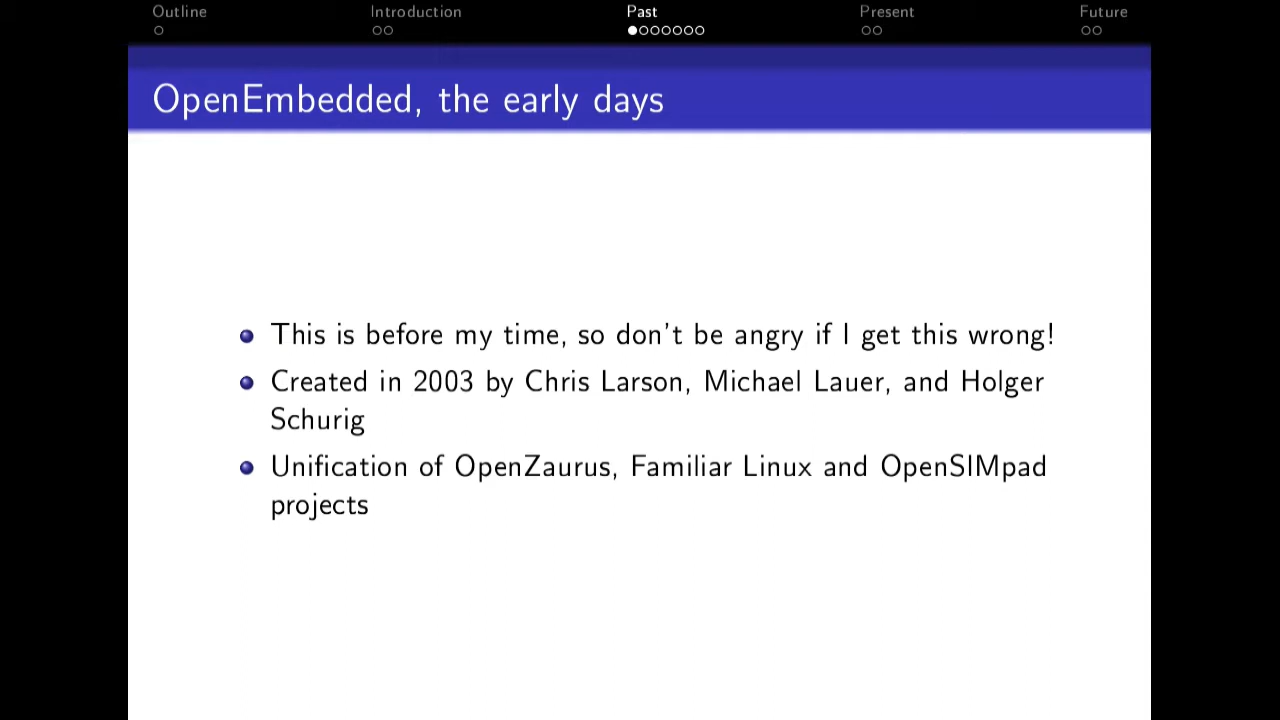 Outline Introduction Past Present Future
OpenEmbedded, the early days
This is before my time, so don't be angry if I get this wrong!
Created in 2003 by Chris Larson, Michael Lauer, and Holger
Schurig
Unification of OpenZaurus, Familiar Linux and OpenSIMpad
projects